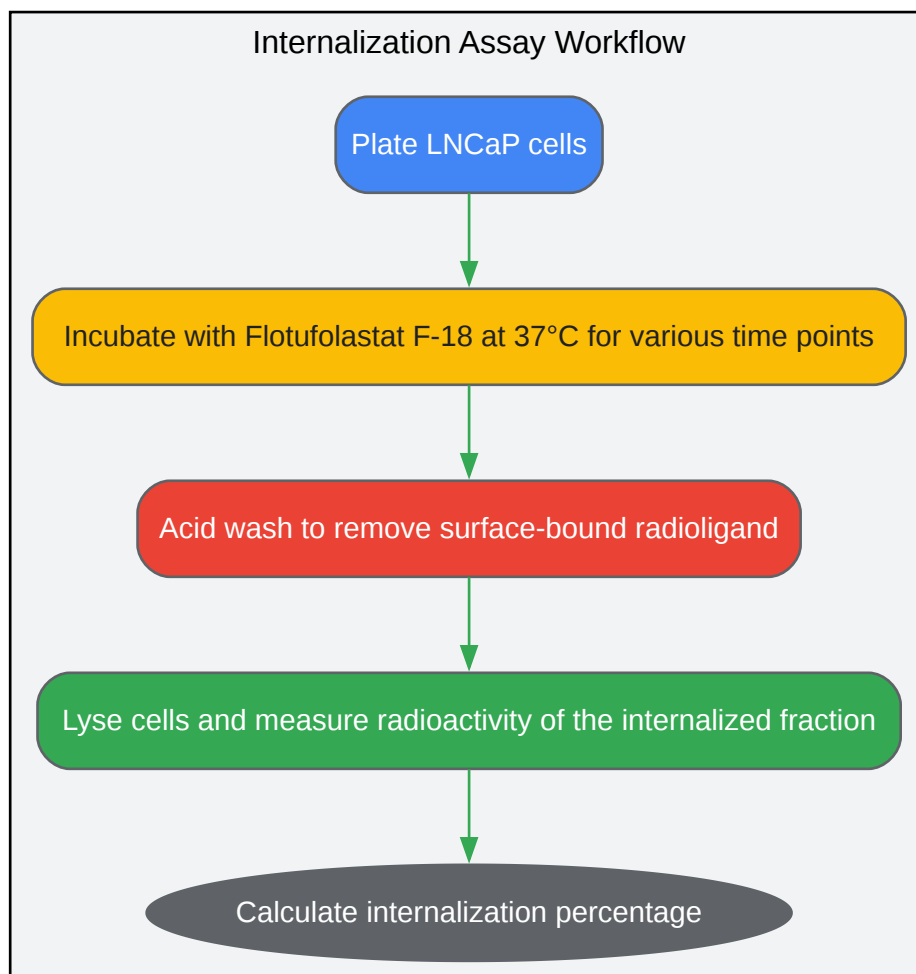 Internalization Assay Workflow
Plate LNCaP cells
Incubate with Flotufolastat F-18 at 37°C for various time points
Acid wash to remove surface-bound radioligand
Lyse cells and measure radioactivity of the internalized fraction
Calculate internalization percentage